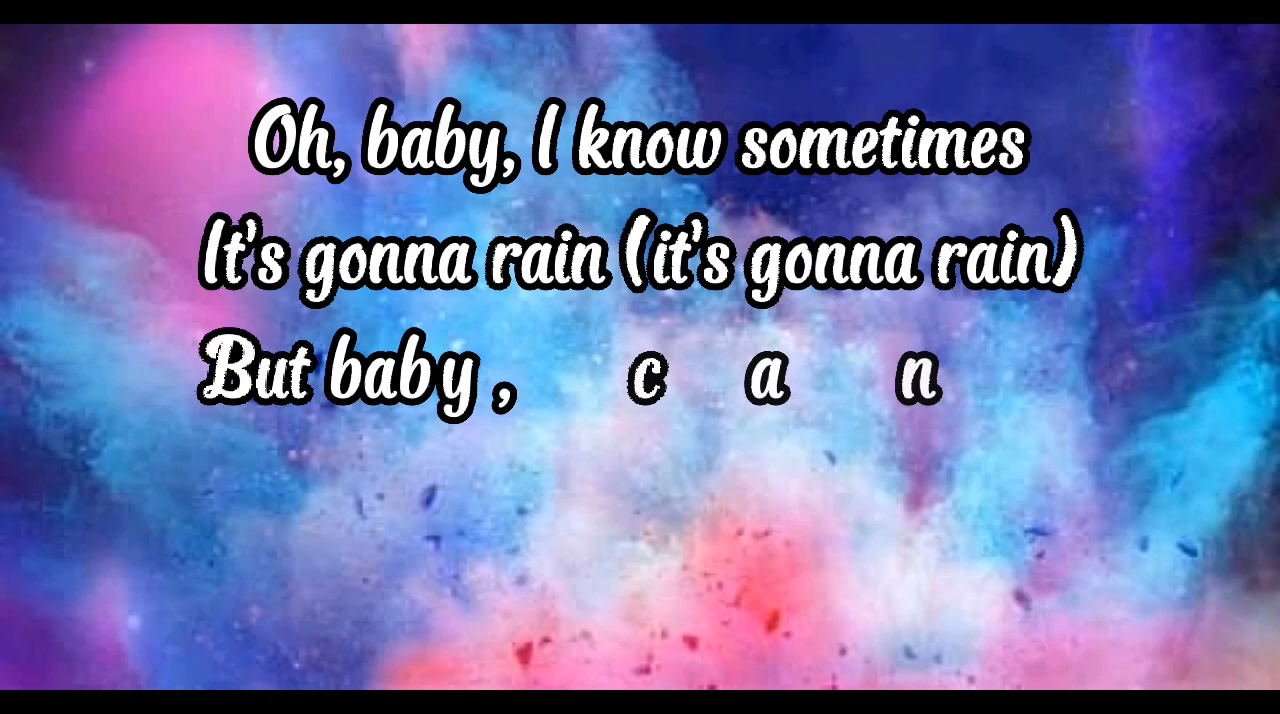 Oh, baby, I know sometimes
It's gonna rain (it's gonna rain)
But baby , c a n